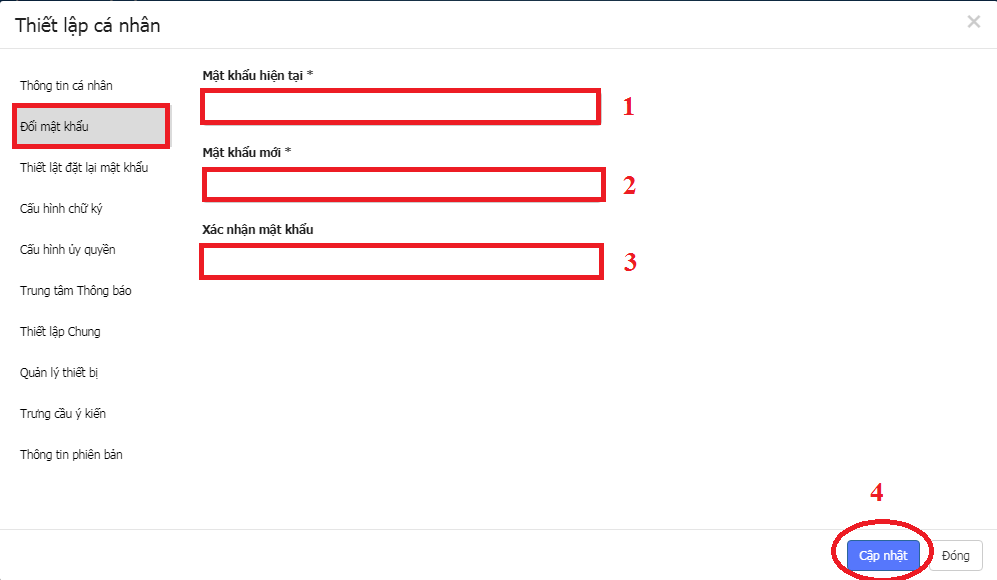 Thiết lập cá nhân
×
Thông tin cá nhân
Đổi mật khẩu
Thiết lật đặt lại mật khẩu
Cấu hình chữ ký
Cấu hình ủy quyền
Trung tâm Thông báo
Thiết lập Chung
Quản lý thiết bị
Trưng cầu ý kiến
Thông tin phiên bản
Mật khẩu hiện tại *
1
Mật khẩu mới *
2
Xác nhận mật khẩu
3
4
Cập nhật
Đóng